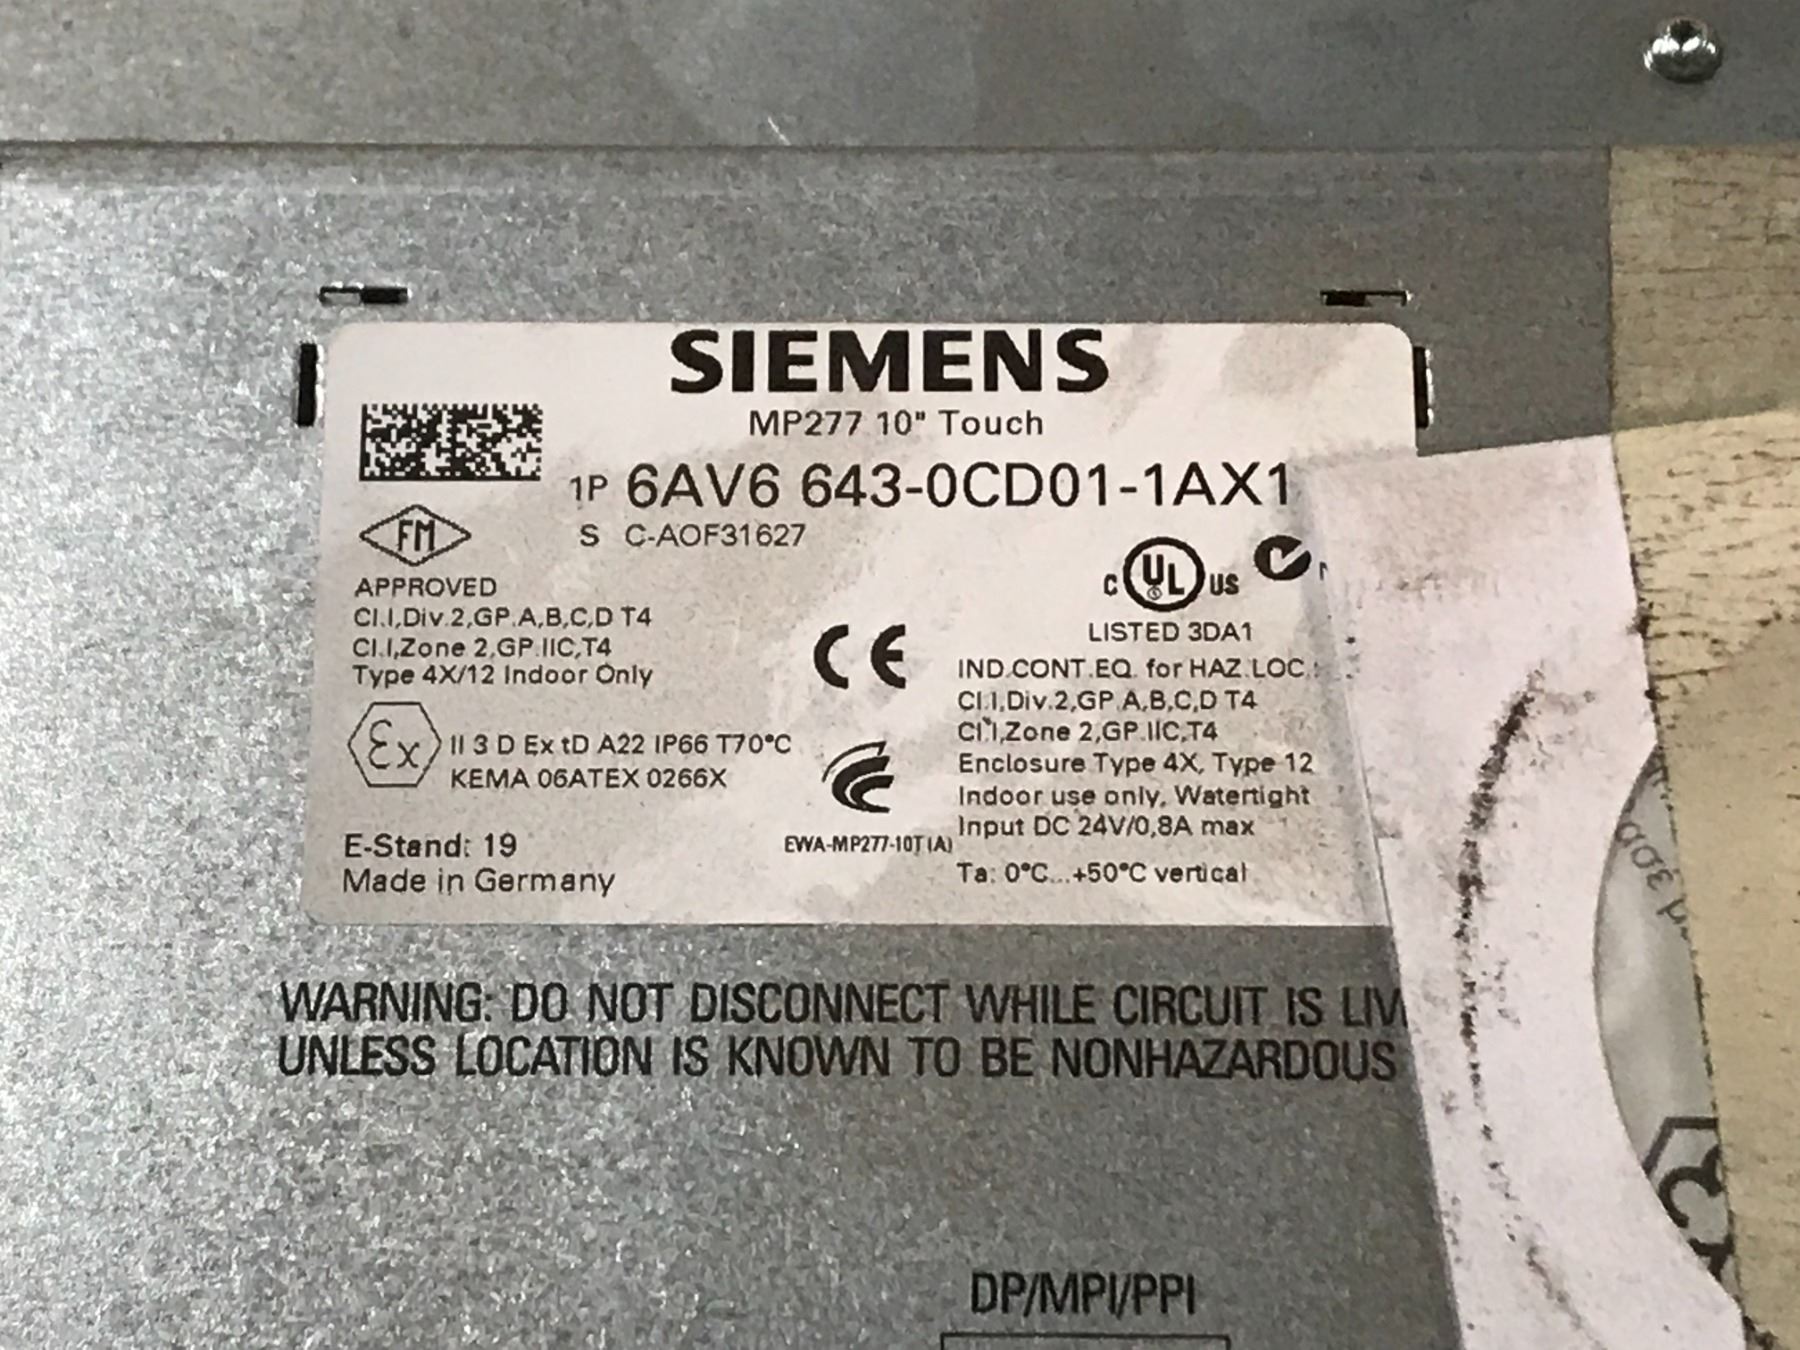 SIEMENS
MP277 10" Touch
1P 6AV6 643-0CD01-1AX1
S C-AOF31627
FM
APPROVED
Cl.I,Div.2,GP.A,B,C,D T4
Cl.I,Zone 2,GP.IIC,T4
Type 4X/12 Indoor Only
Ex II 3 D Ex tD A22 IP66 T70°C
KEMA 06ATEX 0266X
E-Stand: 19
Made in Germany
CE
EWA-MP277-10T(A)
C UL US
LISTED 3DA1
IND.CONT.EQ. for HAZ.LOC.:
Cl.I,Div.2,GP.A,B,C,D T4
Cl.I,Zone 2,GP.IIC,T4
Enclosure Type 4X, Type 12
Indoor use only, Watertight
Input DC 24V/0,8A max
Ta: 0°C...+50°C vertical
WARNING: DO NOT DISCONNECT WHILE CIRCUIT IS
UNLESS LOCATION IS KNOWN TO BE NONHAZARDOUS
DP/MPI/PPI